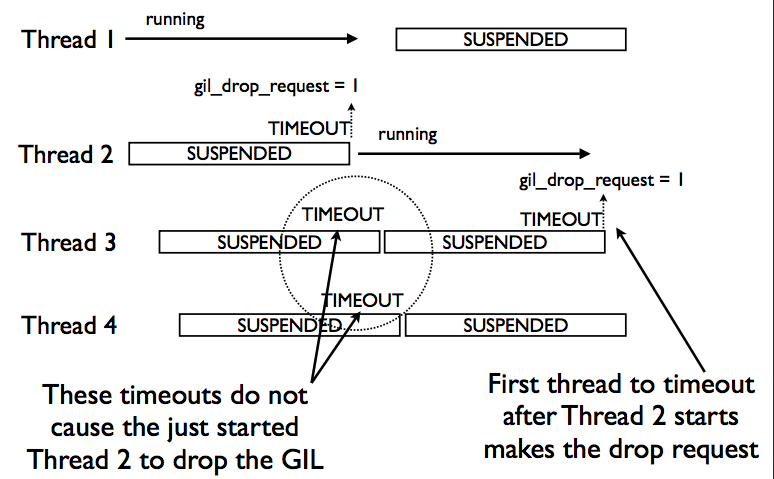 running
Thread 1
SUSPENDED
gil_drop_request = 1
TIMEOUT
running
Thread 2
SUSPENDED
gil_drop_request = 1
TIMEOUT
TIMEOUT
Thread 3
SUSPENDED
SUSPENDED
TIMEOUT
Thread 4
SUSPENDED
SUSPENDED
These timeouts do not
cause the just started
Thread 2 to drop the GIL
First thread to timeout
after Thread 2 starts
makes the drop request